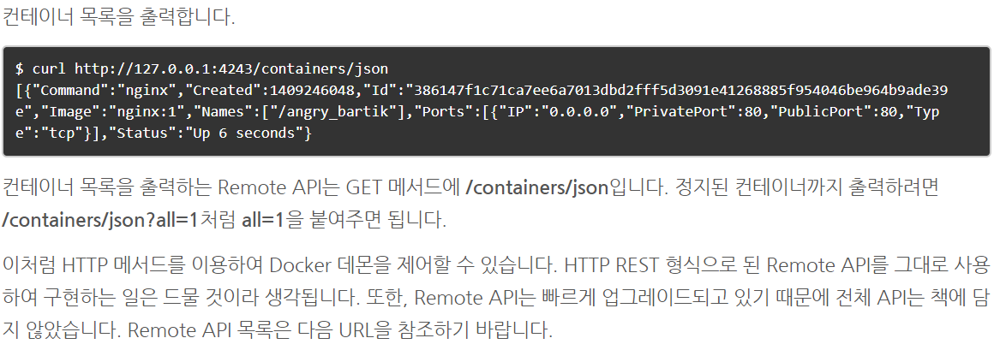 컨테이너 목록을 출력합니다.
$ curl http://127.0.0.1:4243/containers/json
[{"Command":"nginx","Created":1409246048,"Id":"386147f1c71ca7ee6a7013dbd2fff5d3091e41268885f954046be964b9ade39
e","Image":"nginx:1","Names":["/angry_bartik"],"Ports":[{"IP":"0.0.0.0","PrivatePort":80,"PublicPort":80,"Typ
e":"tcp"}],"Status":"Up 6 seconds"}
컨테이너 목록을 출력하는 Remote API는 GET 메서드에 /containers/json입니다. 정지된 컨테이너까지 출력하려면
/containers/json?all=1처럼 all=1을 붙여주면 됩니다.
이처럼 HTTP 메서드를 이용하여 Docker 데몬을 제어할 수 있습니다. HTTP REST 형식으로 된 Remote API를 그대로 사용
하여 구현하는 일은 드물 것이라 생각됩니다. 또한, Remote API는 빠르게 업그레이드되고 있기 때문에 전체 API는 책에 담
지 않았습니다. Remote API 목록은 다음 URL을 참조하기 바랍니다.